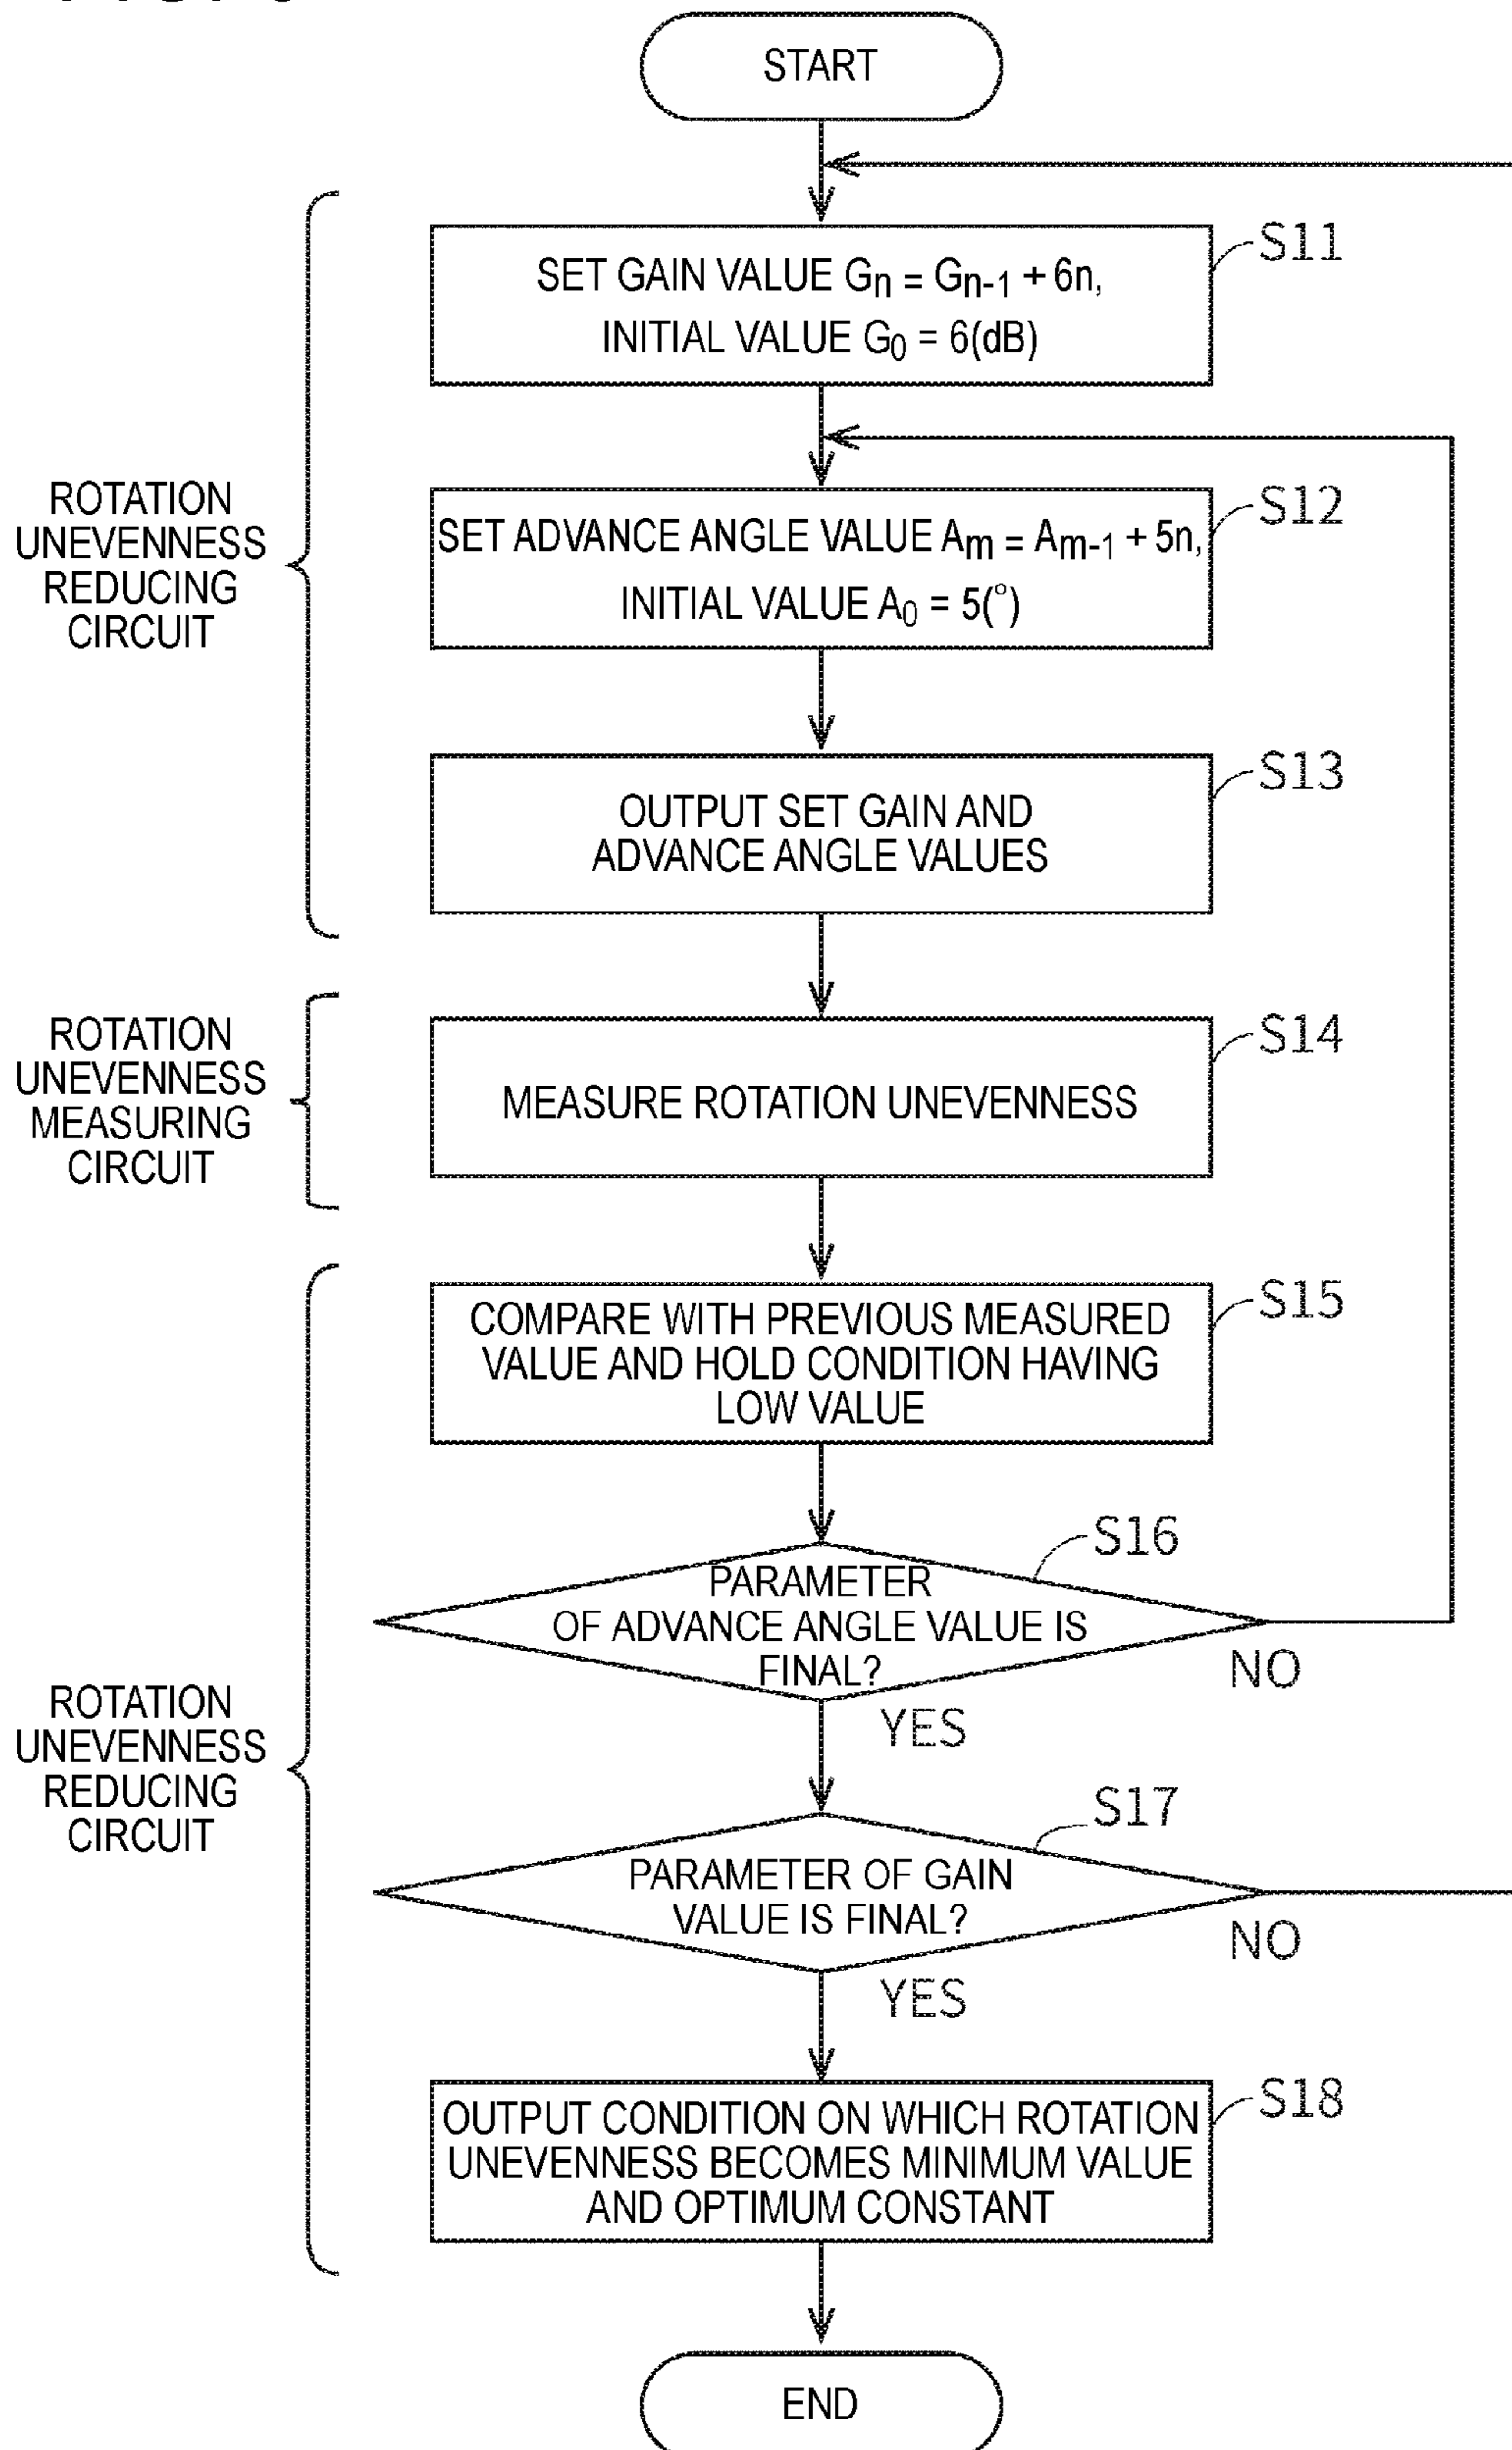 START
S11
SET GAIN VALUE Gn = Gn-1 + 6n,
INITIAL VALUE G0 = 6(dB)
ROTATION
UNEVENNESS
REDUCING
CIRCUIT
S12
SET ADVANCE ANGLE VALUE Am = Am-1 + 5n,
INITIAL VALUE A0 = 5(°)
S13
OUTPUT SET GAIN AND
ADVANCE ANGLE VALUES
ROTATION
UNEVENNESS
MEASURING
CIRCUIT
S14
MEASURE ROTATION UNEVENNESS
S15
COMPARE WITH PREVIOUS MEASURED
VALUE AND HOLD CONDITION HAVING
LOW VALUE
S16
PARAMETER
OF ADVANCE ANGLE VALUE IS
FINAL?
NO
YES
ROTATION
UNEVENNESS
REDUCING
CIRCUIT
S17
PARAMETER OF GAIN
VALUE IS FINAL?
NO
YES
S18
OUTPUT CONDITION ON WHICH ROTATION
UNEVENNESS BECOMES MINIMUM VALUE
AND OPTIMUM CONSTANT
END